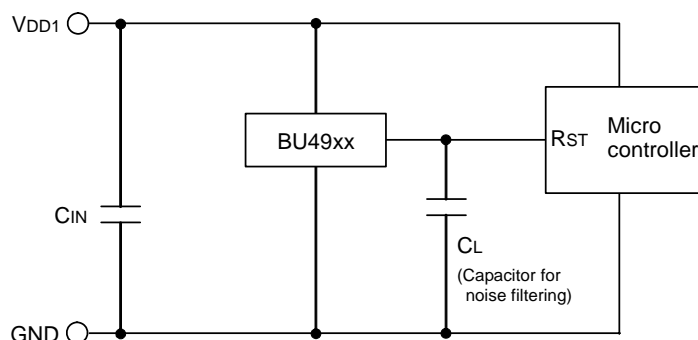 VDD1
BU49xx
RST
Micro
controller
CIN
CL
(Capacitor for
noise filtering)
GND